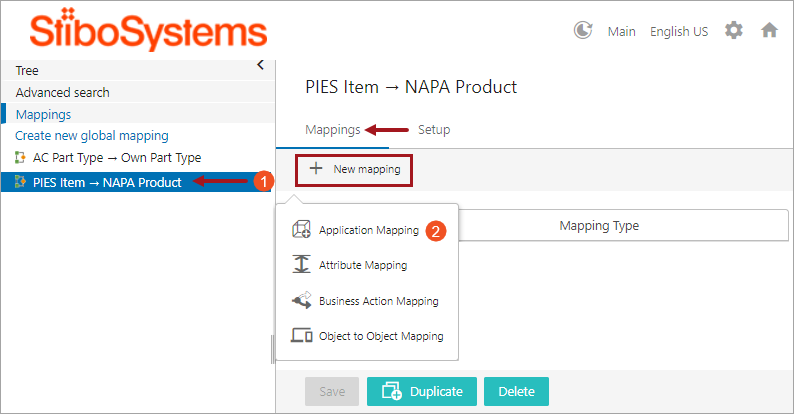 StiboSystems
Main
English US
Tree
Advanced search
Mappings
Create new global mapping
AC Part Type → Own Part Type
PIES Item → NAPA Product
1
PIES Item → NAPA Product
Mappings
Setup
New mapping
Application Mapping
2
Attribute Mapping
Business Action Mapping
Object to Object Mapping
Mapping Type
Save
Duplicate
Delete